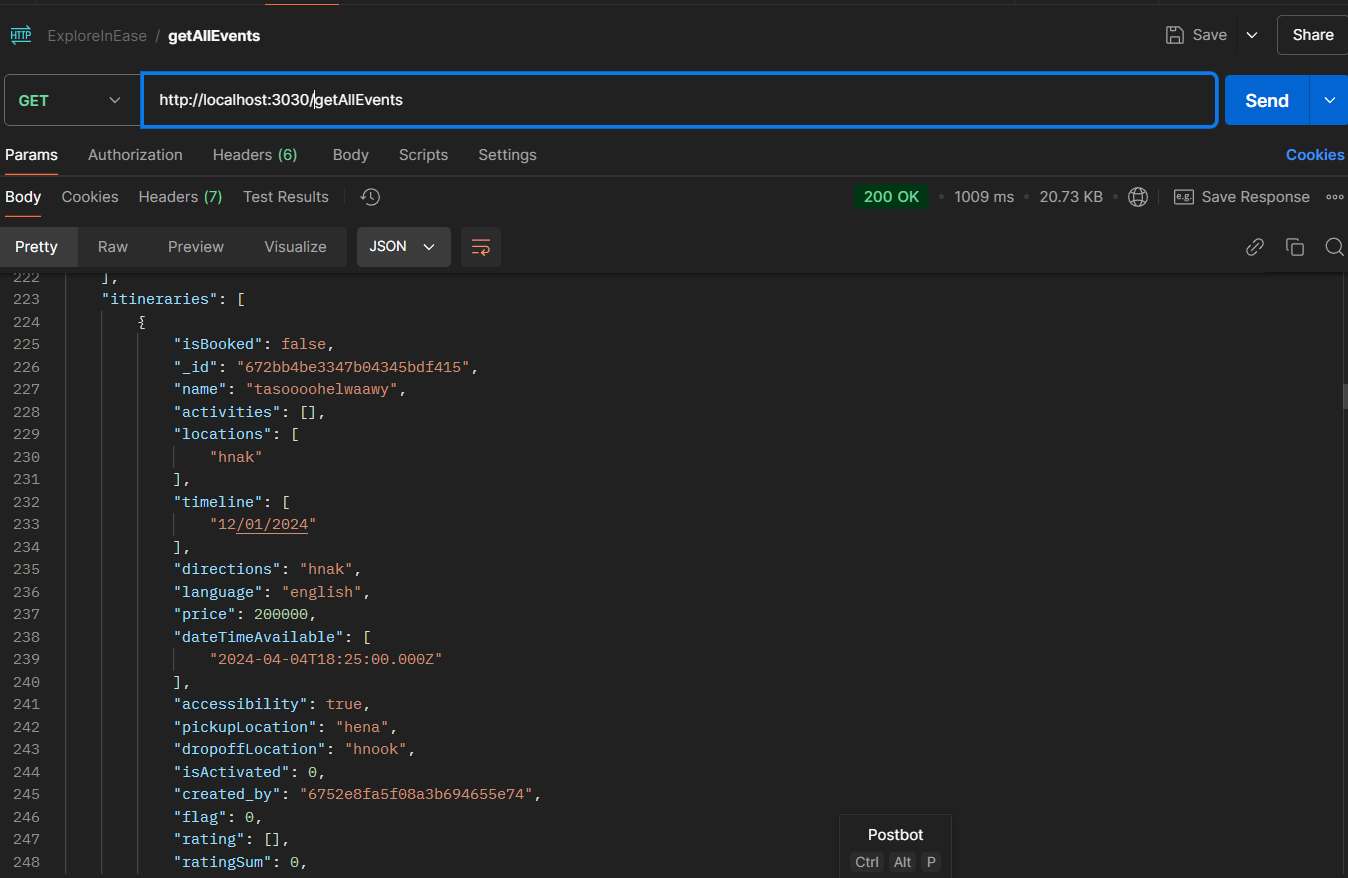 HTTP ExploreInEase / getAllEvents Save Share
GET http://localhost:3030/getAllEvents Send
Params Authorization Headers (6) Body Scripts Settings Cookies
Body Cookies Headers (7) Test Results 200 OK • 1009 ms • 20.73 KB • e.g. Save Response
Pretty Raw Preview Visualize JSON
222 ],
223 "itineraries": [
224 {
225 "isBooked": false,
226 "_id": "672bb4be3347b04345bdf415",
227 "name": "tasoooohelwaawy",
228 "activities": [],
229 "locations": [
230 "hnak"
231 ],
232 "timeline": [
233 "12/01/2024"
234 ],
235 "directions": "hnak",
236 "language": "english",
237 "price": 200000,
238 "dateTimeAvailable": [
239 "2024-04-04T18:25:00.000Z"
240 ],
241 "accessibility": true,
242 "pickupLocation": "hena",
243 "dropoffLocation": "hnook",
244 "isActivated": 0,
245 "created_by": "6752e8fa5f08a3b694655e74",
246 "flag": 0,
247 "rating": [],
248 "ratingSum": 0,
Postbot
Ctrl Alt P